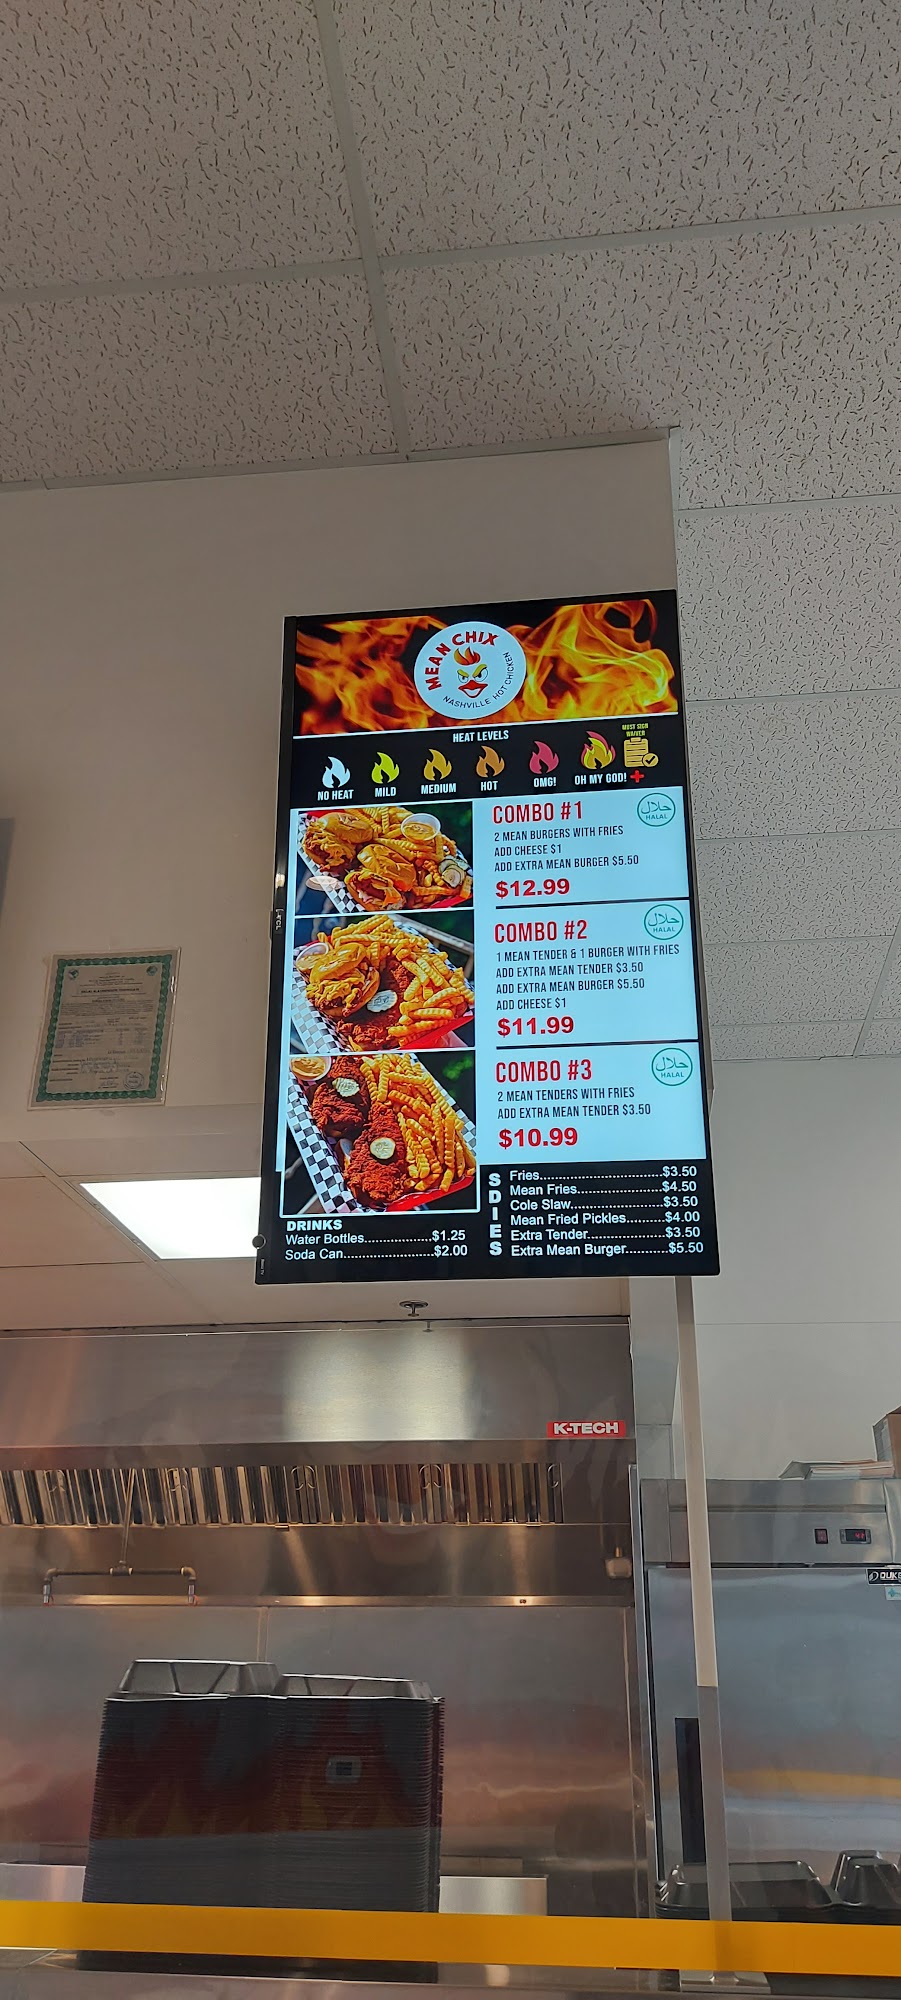 MEAN CHIX
NASHVILLE HOT CHICKEN
HEAT LEVELS
MUST SIGN
WAIVER
NO HEAT
MILD
MEDIUM
HOT
OMG!
OH MY GOD! +
COMBO #1
حلال
HALAL
2 MEAN BURGERS WITH FRIES
ADD CHEESE $1
ADD EXTRA MEAN BURGER $5.50
$12.99
COMBO #2
حلال
HALAL
1 MEAN TENDER & 1 BURGER WITH FRIES
ADD EXTRA MEAN TENDER $3.50
ADD EXTRA MEAN BURGER $5.50
ADD CHEESE $1
$11.99
COMBO #3
حلال
HALAL
2 MEAN TENDERS WITH FRIES
ADD EXTRA MEAN TENDER $3.50
$10.99
DRINKS
Water Bottles..................$1.25
Soda Can........................$2.00
SDIES
Fries................................$3.50
Mean Fries.......................$4.50
Cole Slaw.........................$3.50
Mean Fried Pickles..........$4.00
Extra Tender.....................$3.50
Extra Mean Burger...........$5.50
TCL
K-TECH